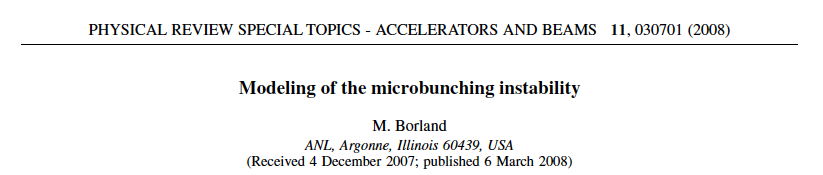 PHYSICAL REVIEW SPECIAL TOPICS - ACCELERATORS AND BEAMS 11, 030701 (2008)
Modeling of the microbunching instability
M. Borland
ANL, Argonne, Illinois 60439, USA
(Received 4 December 2007; published 6 March 2008)